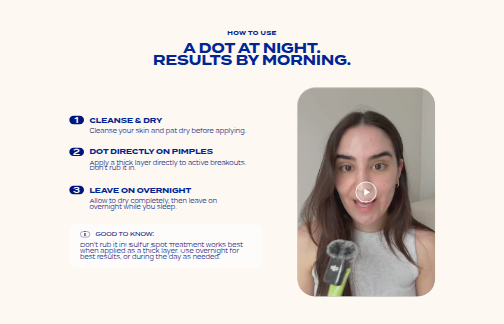 HOW TO USE
A DOT AT NIGHT.
RESULTS BY MORNING.
1 CLEANSE & DRY
Cleanse your skin and pat dry before applying.
2 DOT DIRECTLY ON PIMPLES
Apply a thick layer directly to active breakouts.
Don't rub it in.
3 LEAVE ON OVERNIGHT
Allow to dry completely, then leave on
overnight while you sleep.
GOOD TO KNOW:
Don't rub it in! Sulfur Spot Treatment works best
when applied as a thick layer. Use overnight for
best results, or during the day as needed.